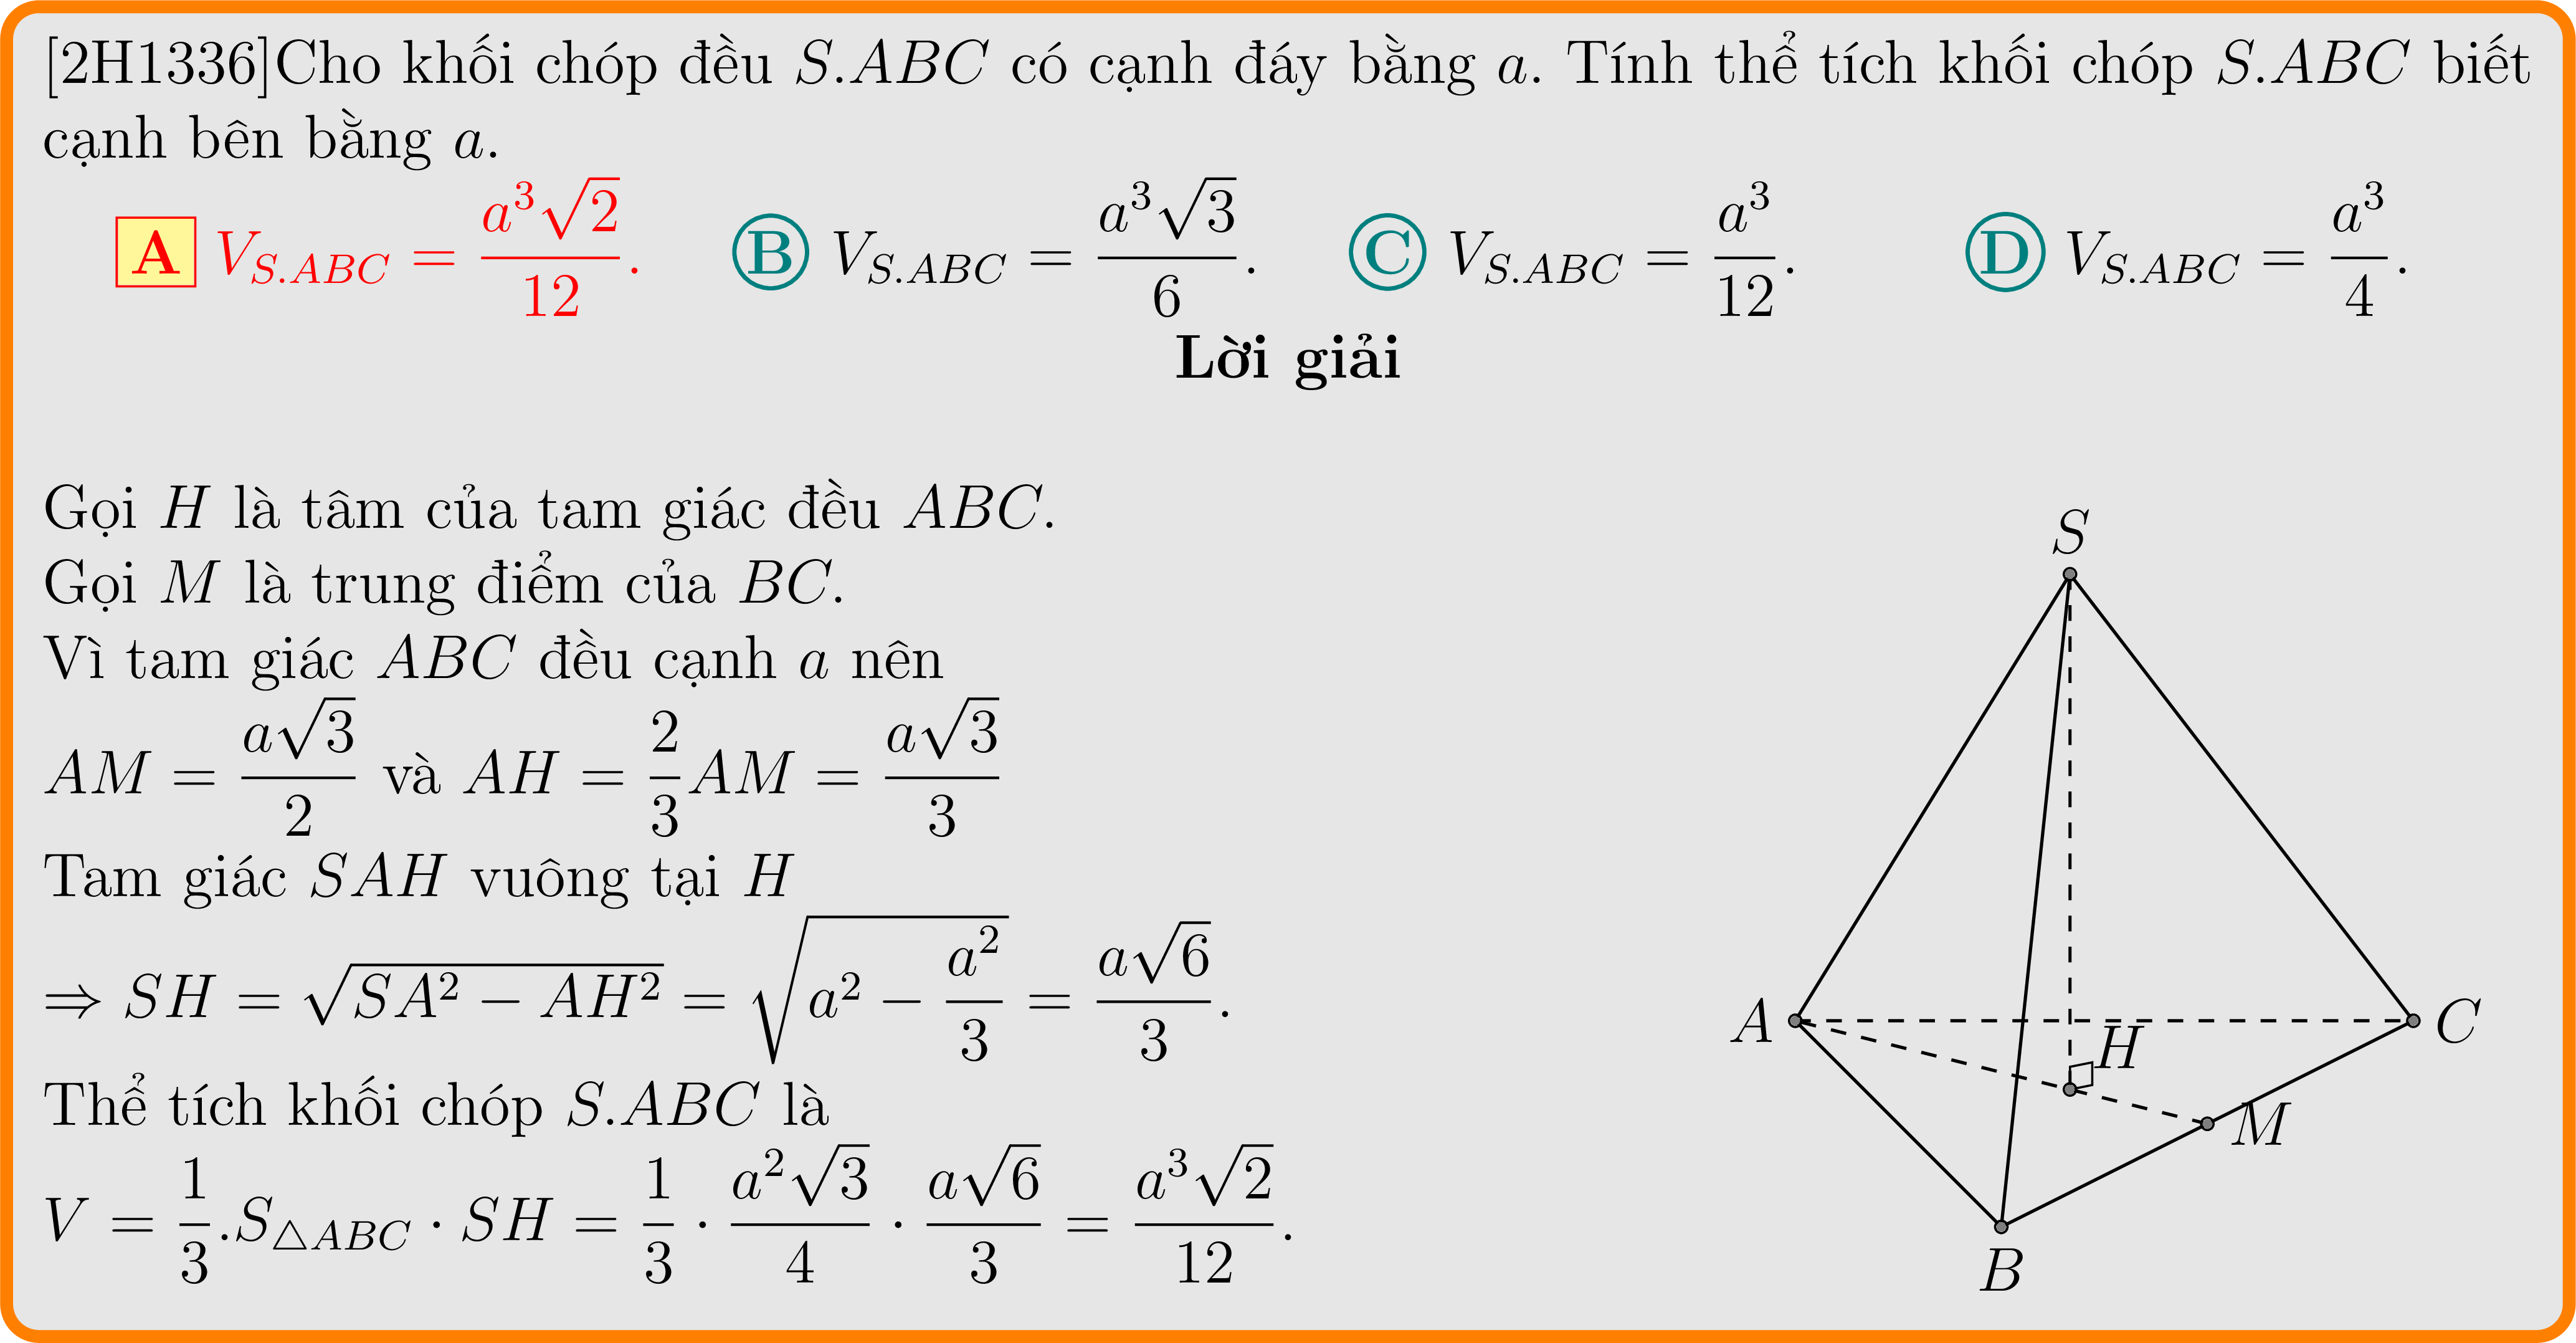 [2H1336]Cho khối chóp đều S.ABC có cạnh đáy bằng a. Tính thể tích khối chóp S.ABC biết
cạnh bên bằng a.
A V_{S.ABC} = \frac{a^3\sqrt{2}}{12}. B V_{S.ABC} = \frac{a^3\sqrt{3}}{6}. C V_{S.ABC} = \frac{a^3}{12}. D V_{S.ABC} = \frac{a^3}{4}.
Lời giải
Gọi H là tâm của tam giác đều ABC.
Gọi M là trung điểm của BC.
Vì tam giác ABC đều cạnh a nên
AM = \frac{a\sqrt{3}}{2} và AH = \frac{2}{3}AM = \frac{a\sqrt{3}}{3}
Tam giác SAH vuông tại H
⇒ SH = \sqrt{SA^2 − AH^2} = \sqrt{a^2 − \frac{a^2}{3}} = \frac{a\sqrt{6}}{3}.
Thể tích khối chóp S.ABC là
V = \frac{1}{3}.S_{△ABC} · SH = \frac{1}{3} · \frac{a^2\sqrt{3}}{4} · \frac{a\sqrt{6}}{3} = \frac{a^3\sqrt{2}}{12}.
S
A
H
C
M
B